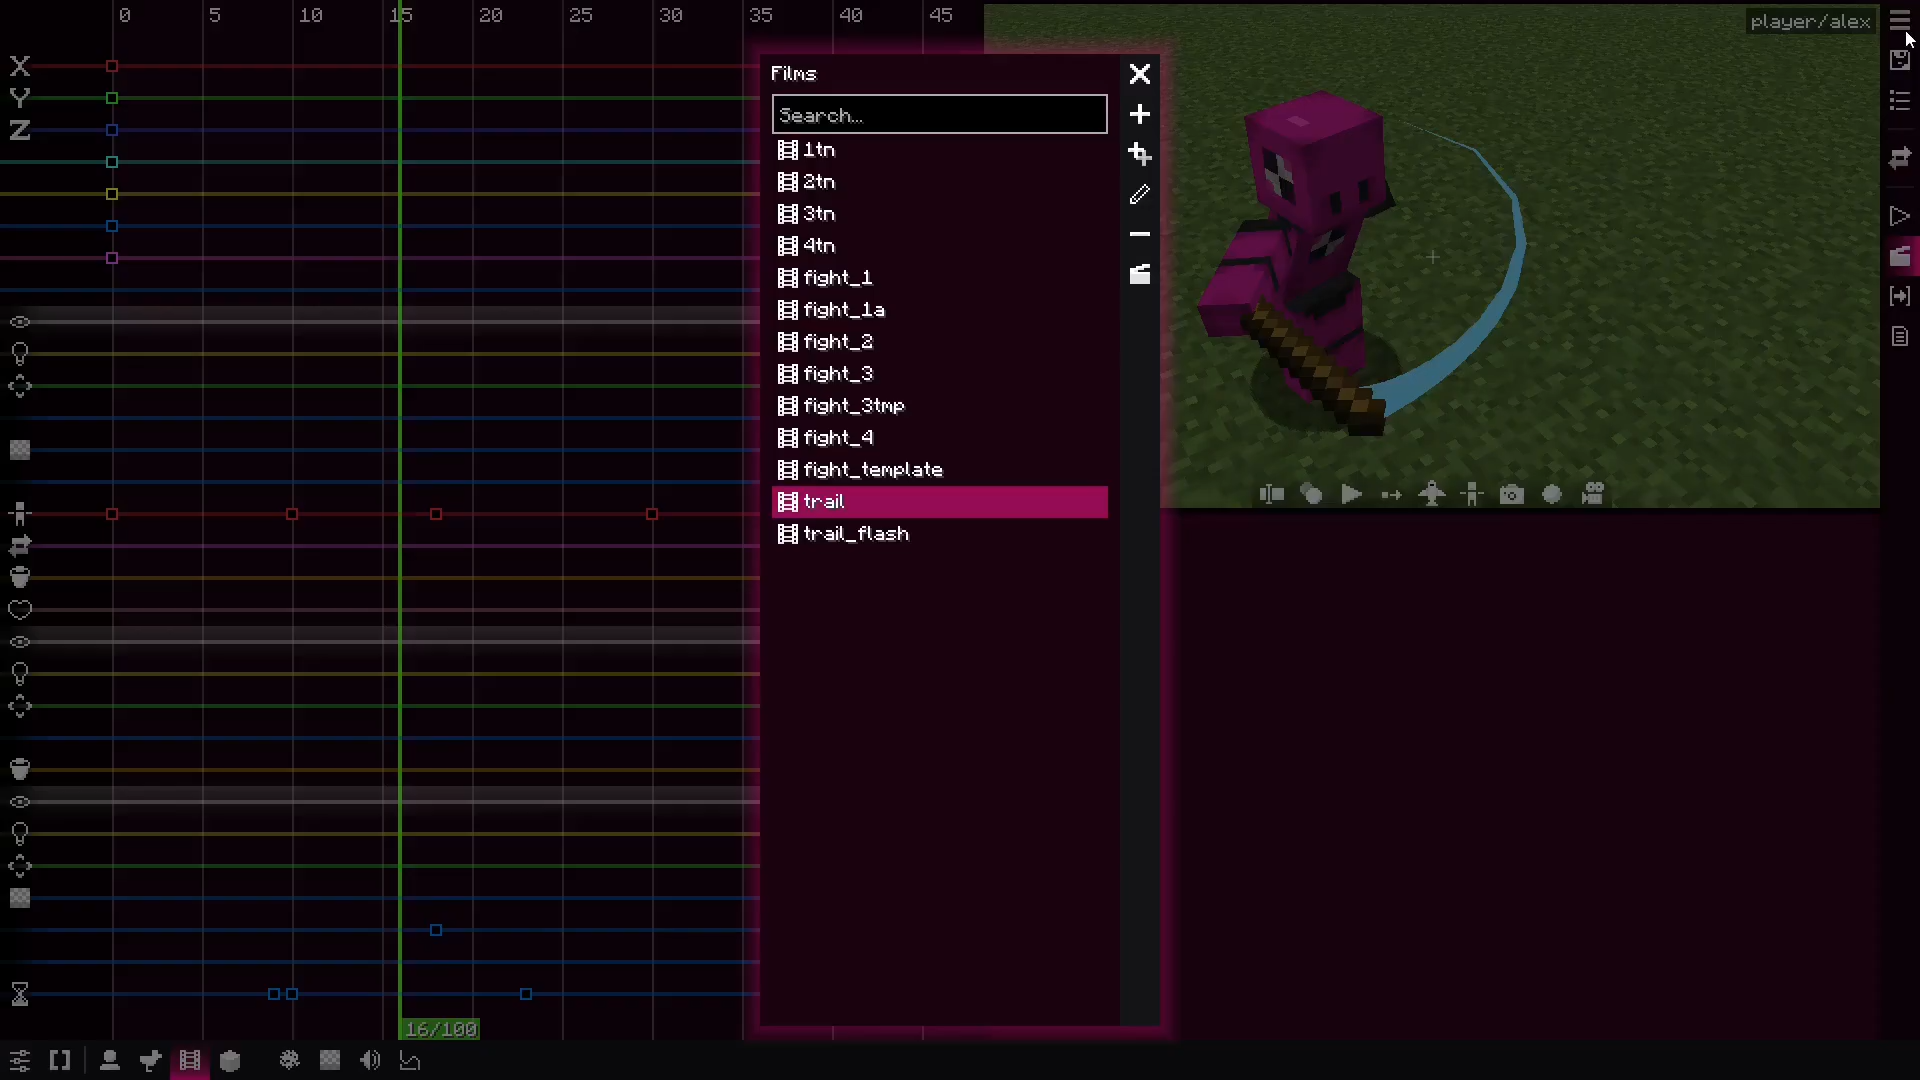 0 5 10 15 20 25 30 35 40 45
player/alex
Films
Search...
X
Y
Z
1tn
2tn
3tn
4tn
fight_1
fight_1a
fight_2
fight_3
fight_3tmp
fight_4
fight_template
trail
trail_flash
16/100